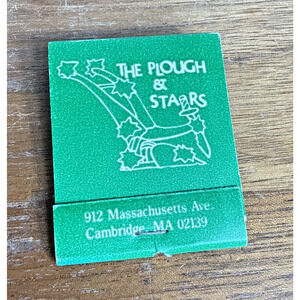 THE PLOUGH
&
STARS
912 Massachusetts Ave.
Cambridge, MA 02139